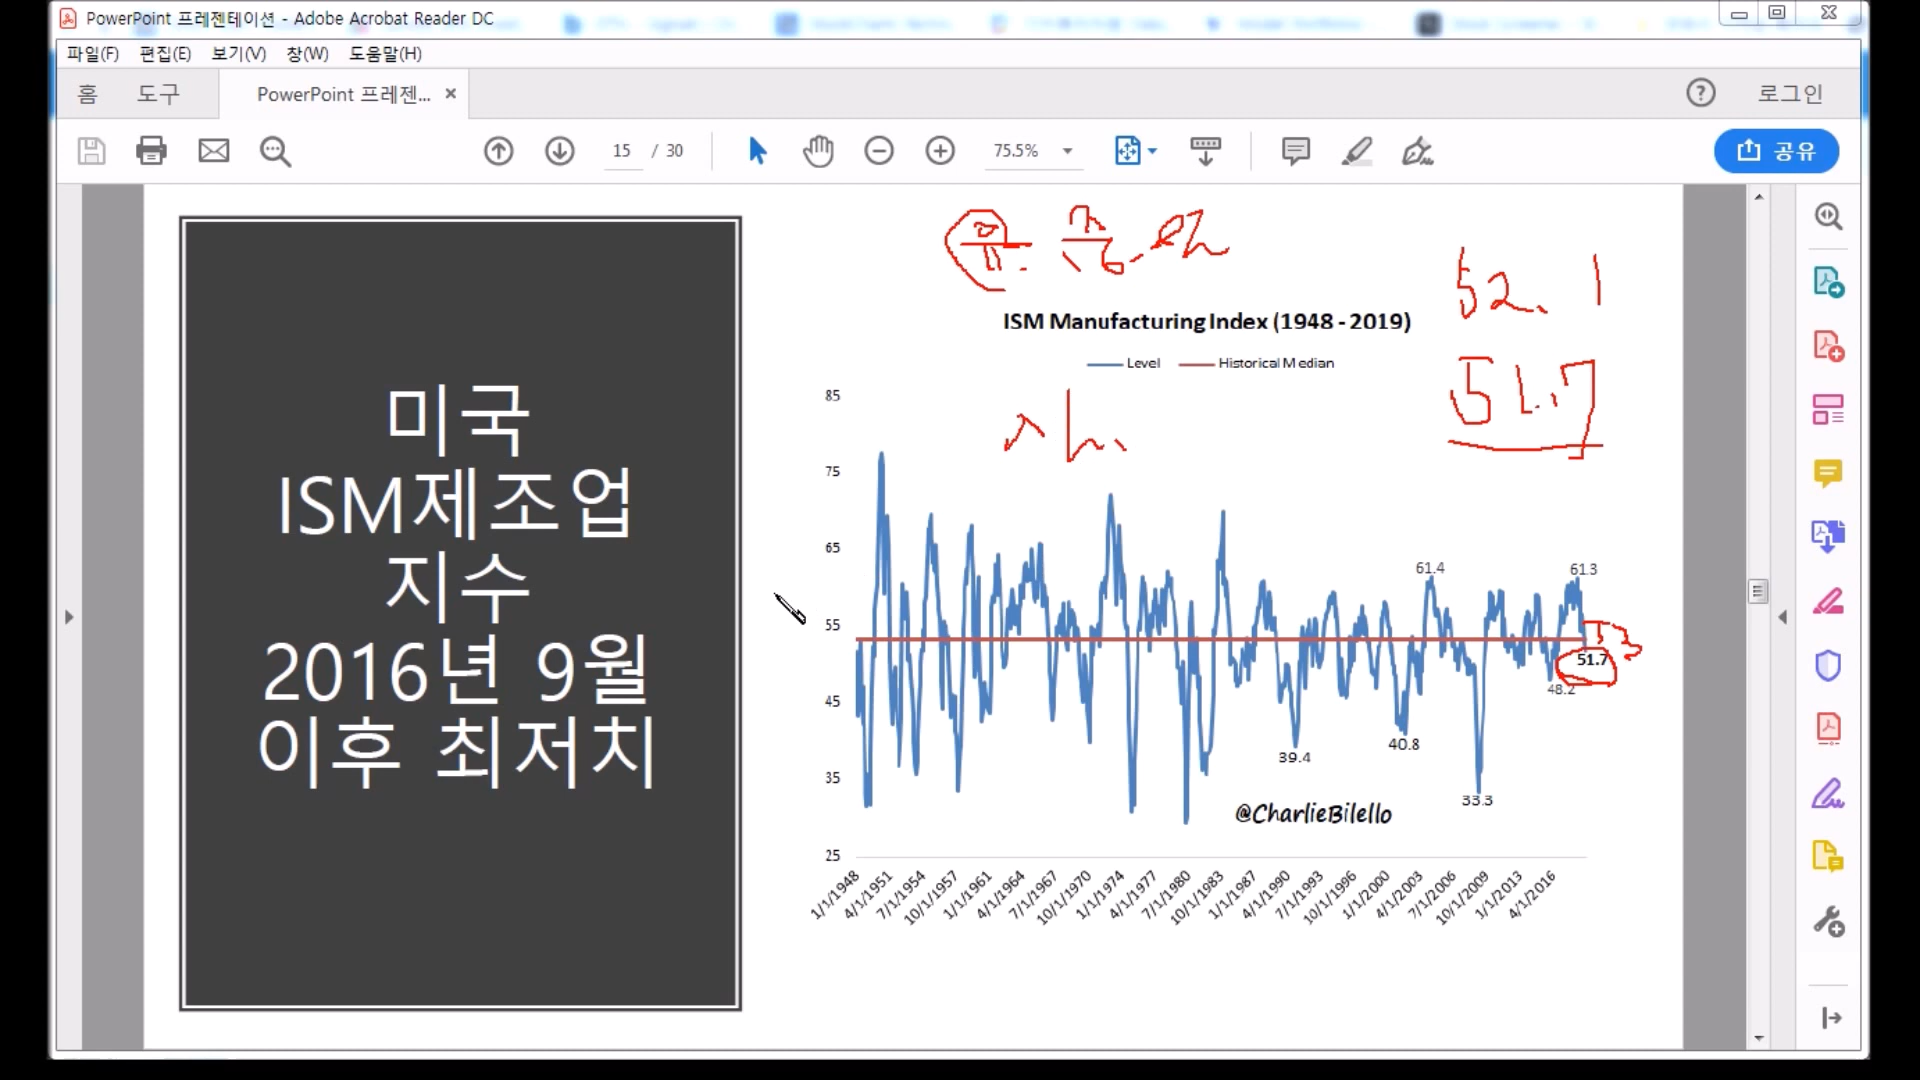 PowerPoint 프레젠테이션 - Adobe Acrobat Reader DC
파일(F) 편집(E) 보기(V) 창(W) 도움말(H)
홈 도구 PowerPoint 프레젠... × ? 로그인
15 / 30 75.5% 공유
미국
ISM제조업
지수
2016년 9월
이후 최저치
52.1
51.7
ISM Manufacturing Index (1948 - 2019)
Level Historical Median
85
75
65
55
45
35
25
61.4
61.3
51.7
48.2
40.8
39.4
33.3
@CharlieBilello
1/1/1948 4/1/1951 7/1/1954 10/1/1957 1/1/1961 4/1/1964 7/1/1967 10/1/1970 1/1/1974 4/1/1977 7/1/1980 10/1/1983 1/1/1987 4/1/1990 7/1/1993 10/1/1996 1/1/2000 4/1/2003 7/1/2006 10/1/2009 1/1/2013 4/1/2016